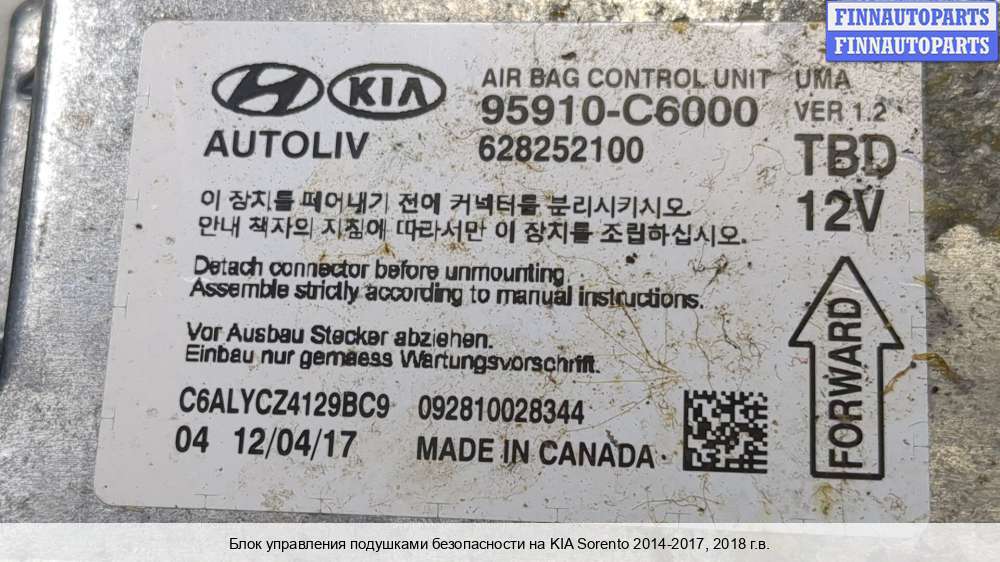 FINNAUTOPARTS
FINNAUTOPARTS
KIA
AIR BAG CONTROL UNIT UMA
95910-C6000 VER 1.2
AUTOLIV 628252100 TBD
12V
이 장치를 떼어내기 전에 커넥터를 분리시키시오.
안내 책자의 지침에 따라서만 이 장치를 조립하십시오.
Detach connector before unmounting
Assemble strictly according to manual instructions.
Vor Ausbau Stecker abziehen.
Einbau nur gemaess Wartungsvorschrift.
FORWARD
C6ALYCZ4129BC9 092810028344
04 12/04/17 MADE IN CANADA
Блок управления подушками безопасности на KIA Sorento 2014-2017, 2018 г.в.